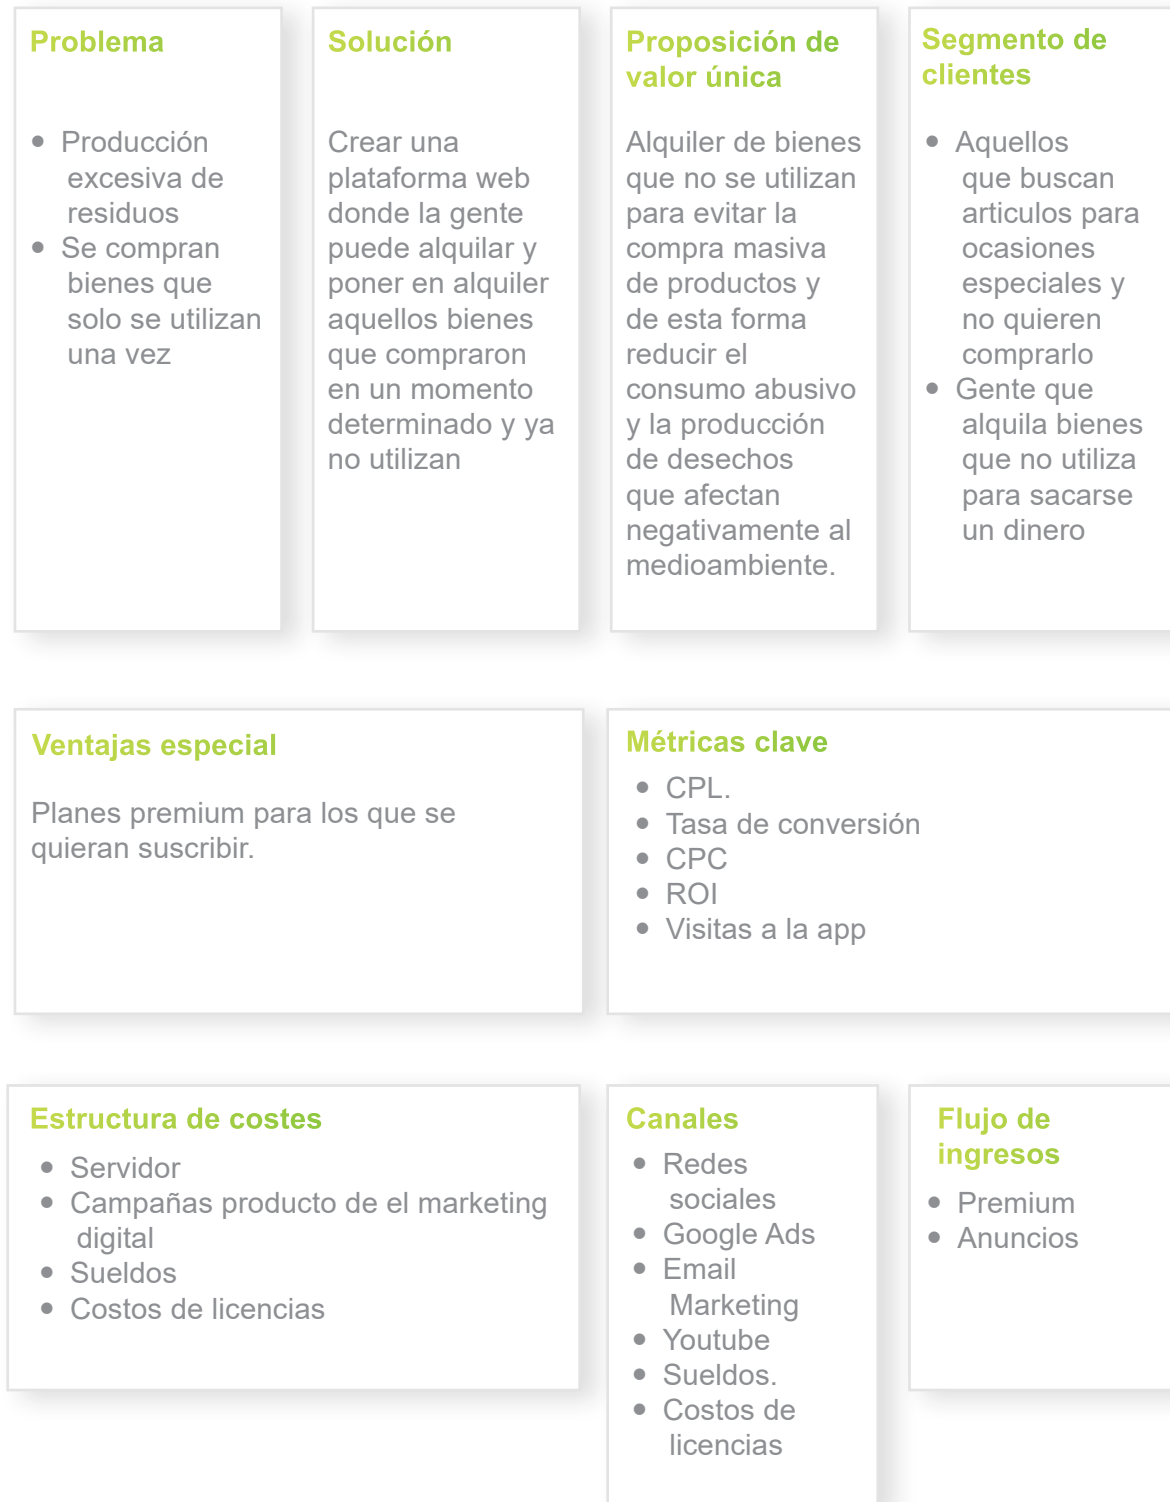 Problema
• Producción
excesiva de
residuos
• Se compran
bienes que
solo se utilizan
una vez
Solución
Crear una
plataforma web
donde la gente
puede alquilar y
poner en alquiler
aquellos bienes
que compraron
en un momento
determinado y ya
no utilizan
Proposición de
valor única
Alquiler de bienes
que no se utilizan
para evitar la
compra masiva
de productos y
de esta forma
reducir el
consumo abusivo
y la producción
de desechos
que afectan
negativamente al
medioambiente.
Segmento de
clientes
• Aquellos
que buscan
articulos para
ocasiones
especiales y
no quieren
comprarlo
• Gente que
alquila bienes
que no utiliza
para sacarse
un dinero
Ventajas especial
Planes premium para los que se
quieran suscribir.
Métricas clave
• CPL.
• Tasa de conversión
• CPC
• ROI
• Visitas a la app
Estructura de costes
• Servidor
• Campañas producto de el marketing
digital
• Sueldos
• Costos de licencias
Canales
• Redes
sociales
• Google Ads
• Email
Marketing
• Youtube
• Sueldos.
• Costos de
licencias
Flujo de
ingresos
• Premium
• Anuncios